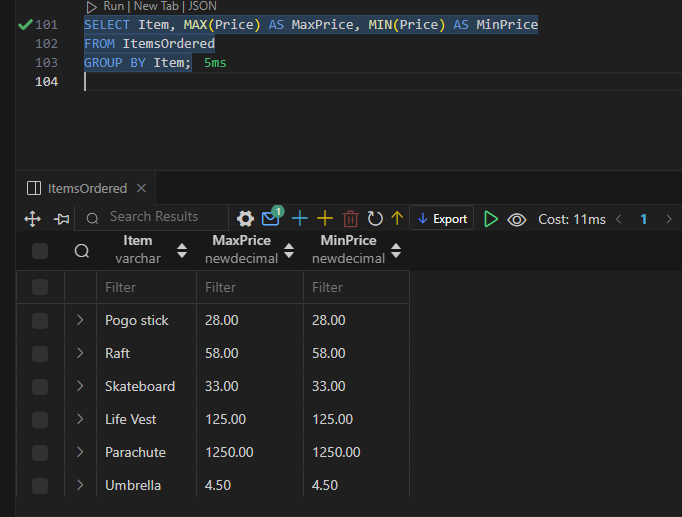 Run | New Tab | JSON
101 SELECT Item, MAX(Price) AS MaxPrice, MIN(Price) AS MinPrice
102 FROM ItemsOrdered
103 GROUP BY Item; 5ms
104
ItemsOrdered
Search Results 1 Export Cost: 11ms 1
Item MaxPrice MinPrice
varchar newdecimal newdecimal
Filter Filter Filter
Pogo stick 28.00 28.00
Raft 58.00 58.00
Skateboard 33.00 33.00
Life Vest 125.00 125.00
Parachute 1250.00 1250.00
Umbrella 4.50 4.50